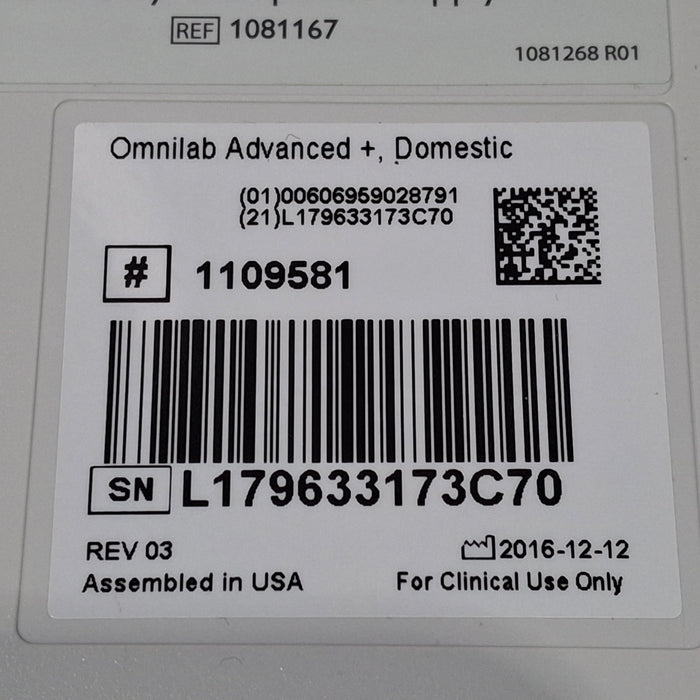 REF 1081167
1081268 R01
Omnilab Advanced +, Domestic
(01)00606959028791
(21)L179633173C70
# 1109581
SN L179633173C70
REV 03
2016-12-12
Assembled in USA
For Clinical Use Only